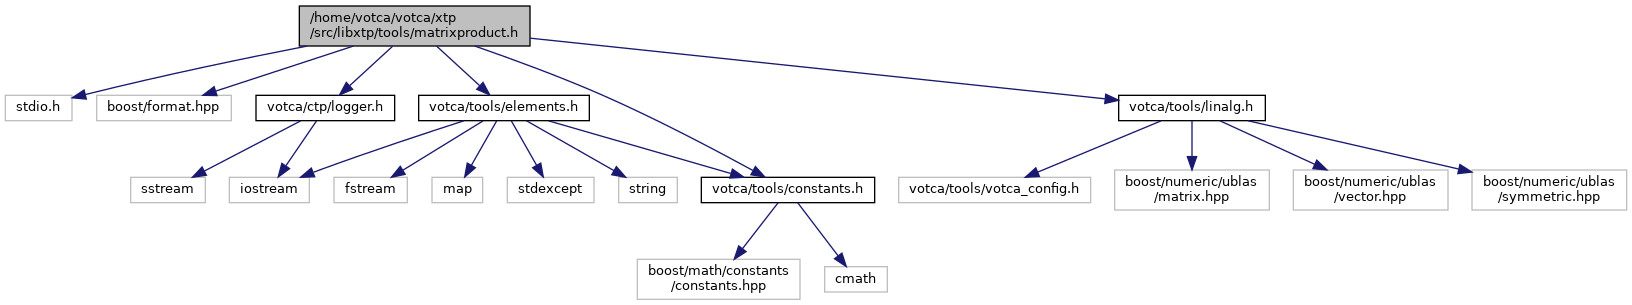 /home/votca/votca/xtp
/src/libxtp/tools/matrixproduct.h
stdio.h
boost/format.hpp
votca/ctp/logger.h
votca/tools/elements.h
votca/tools/linalg.h
sstream
iostream
fstream
map
stdexcept
string
votca/tools/constants.h
votca/tools/votca_config.h
boost/numeric/ublas
/matrix.hpp
boost/numeric/ublas
/vector.hpp
boost/numeric/ublas
/symmetric.hpp
boost/math/constants
/constants.hpp
cmath